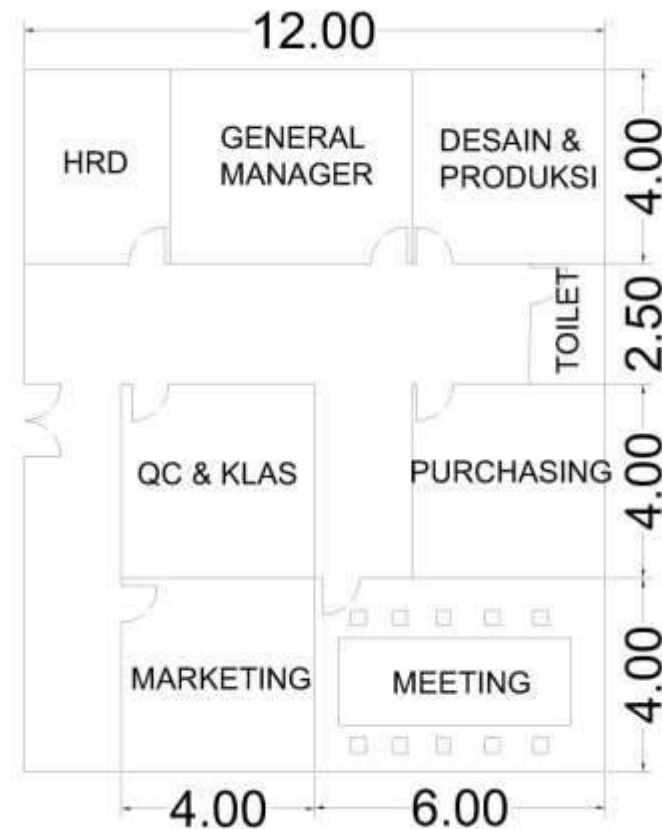 12.00
HRD
GENERAL
MANAGER
DESAIN &
PRODUKSI
4.00
TOILET
2.50
QC & KLAS
PURCHASING
4.00
MARKETING
MEETING
4.00
4.00
6.00